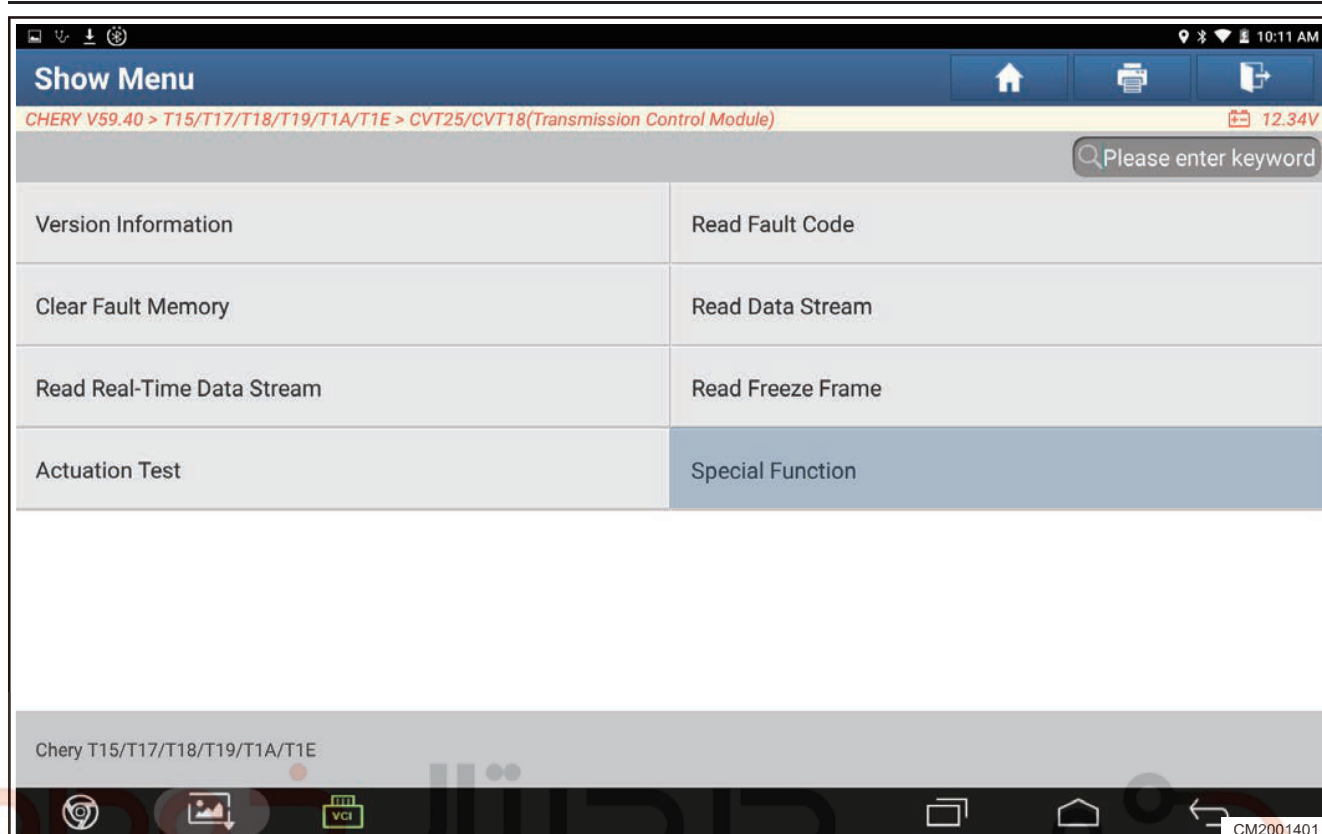 10:11 AM
Show Menu
CHERY V59.40 > T15/T17/T18/T19/T1A/T1E > CVT25/CVT18(Transmission Control Module)
12.34V
Please enter keyword
Version Information
Read Fault Code
Clear Fault Memory
Read Data Stream
Read Real-Time Data Stream
Read Freeze Frame
Actuation Test
Special Function
Chery T15/T17/T18/T19/T1A/T1E
VCI
CM2001401